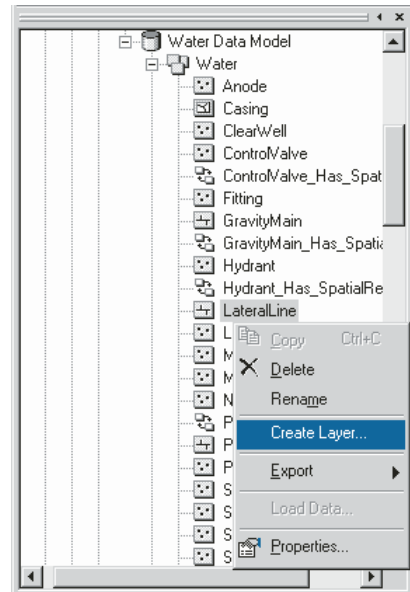 Water Data Model
Water
Anode
Casing
ClearWell
ControlValve
ControlValve_Has_Spat
Fitting
GravityMain
GravityMain_Has_Spatia
Hydrant
Hydrant_Has_SpatialRe
LateralLine
L
M
M
N
P
P
P
S
S
S
S
Copy Ctrl+C
Delete
Rename
Create Layer...
Export
Load Data...
Properties...